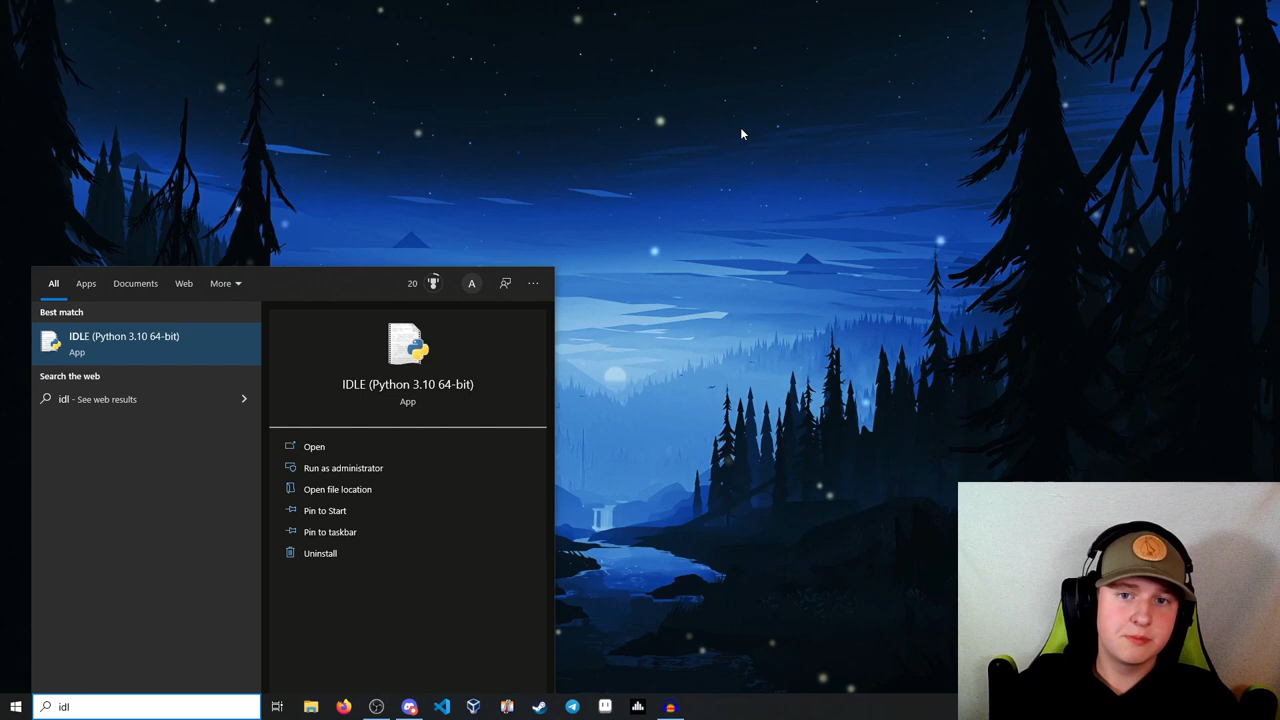 All Apps Documents Web More 20 A
Best match
IDLE (Python 3.10 64-bit)
App
Search the web
idl - See web results
IDLE (Python 3.10 64-bit)
App
Open
Run as administrator
Open file location
Pin to Start
Pin to taskbar
Uninstall
idl